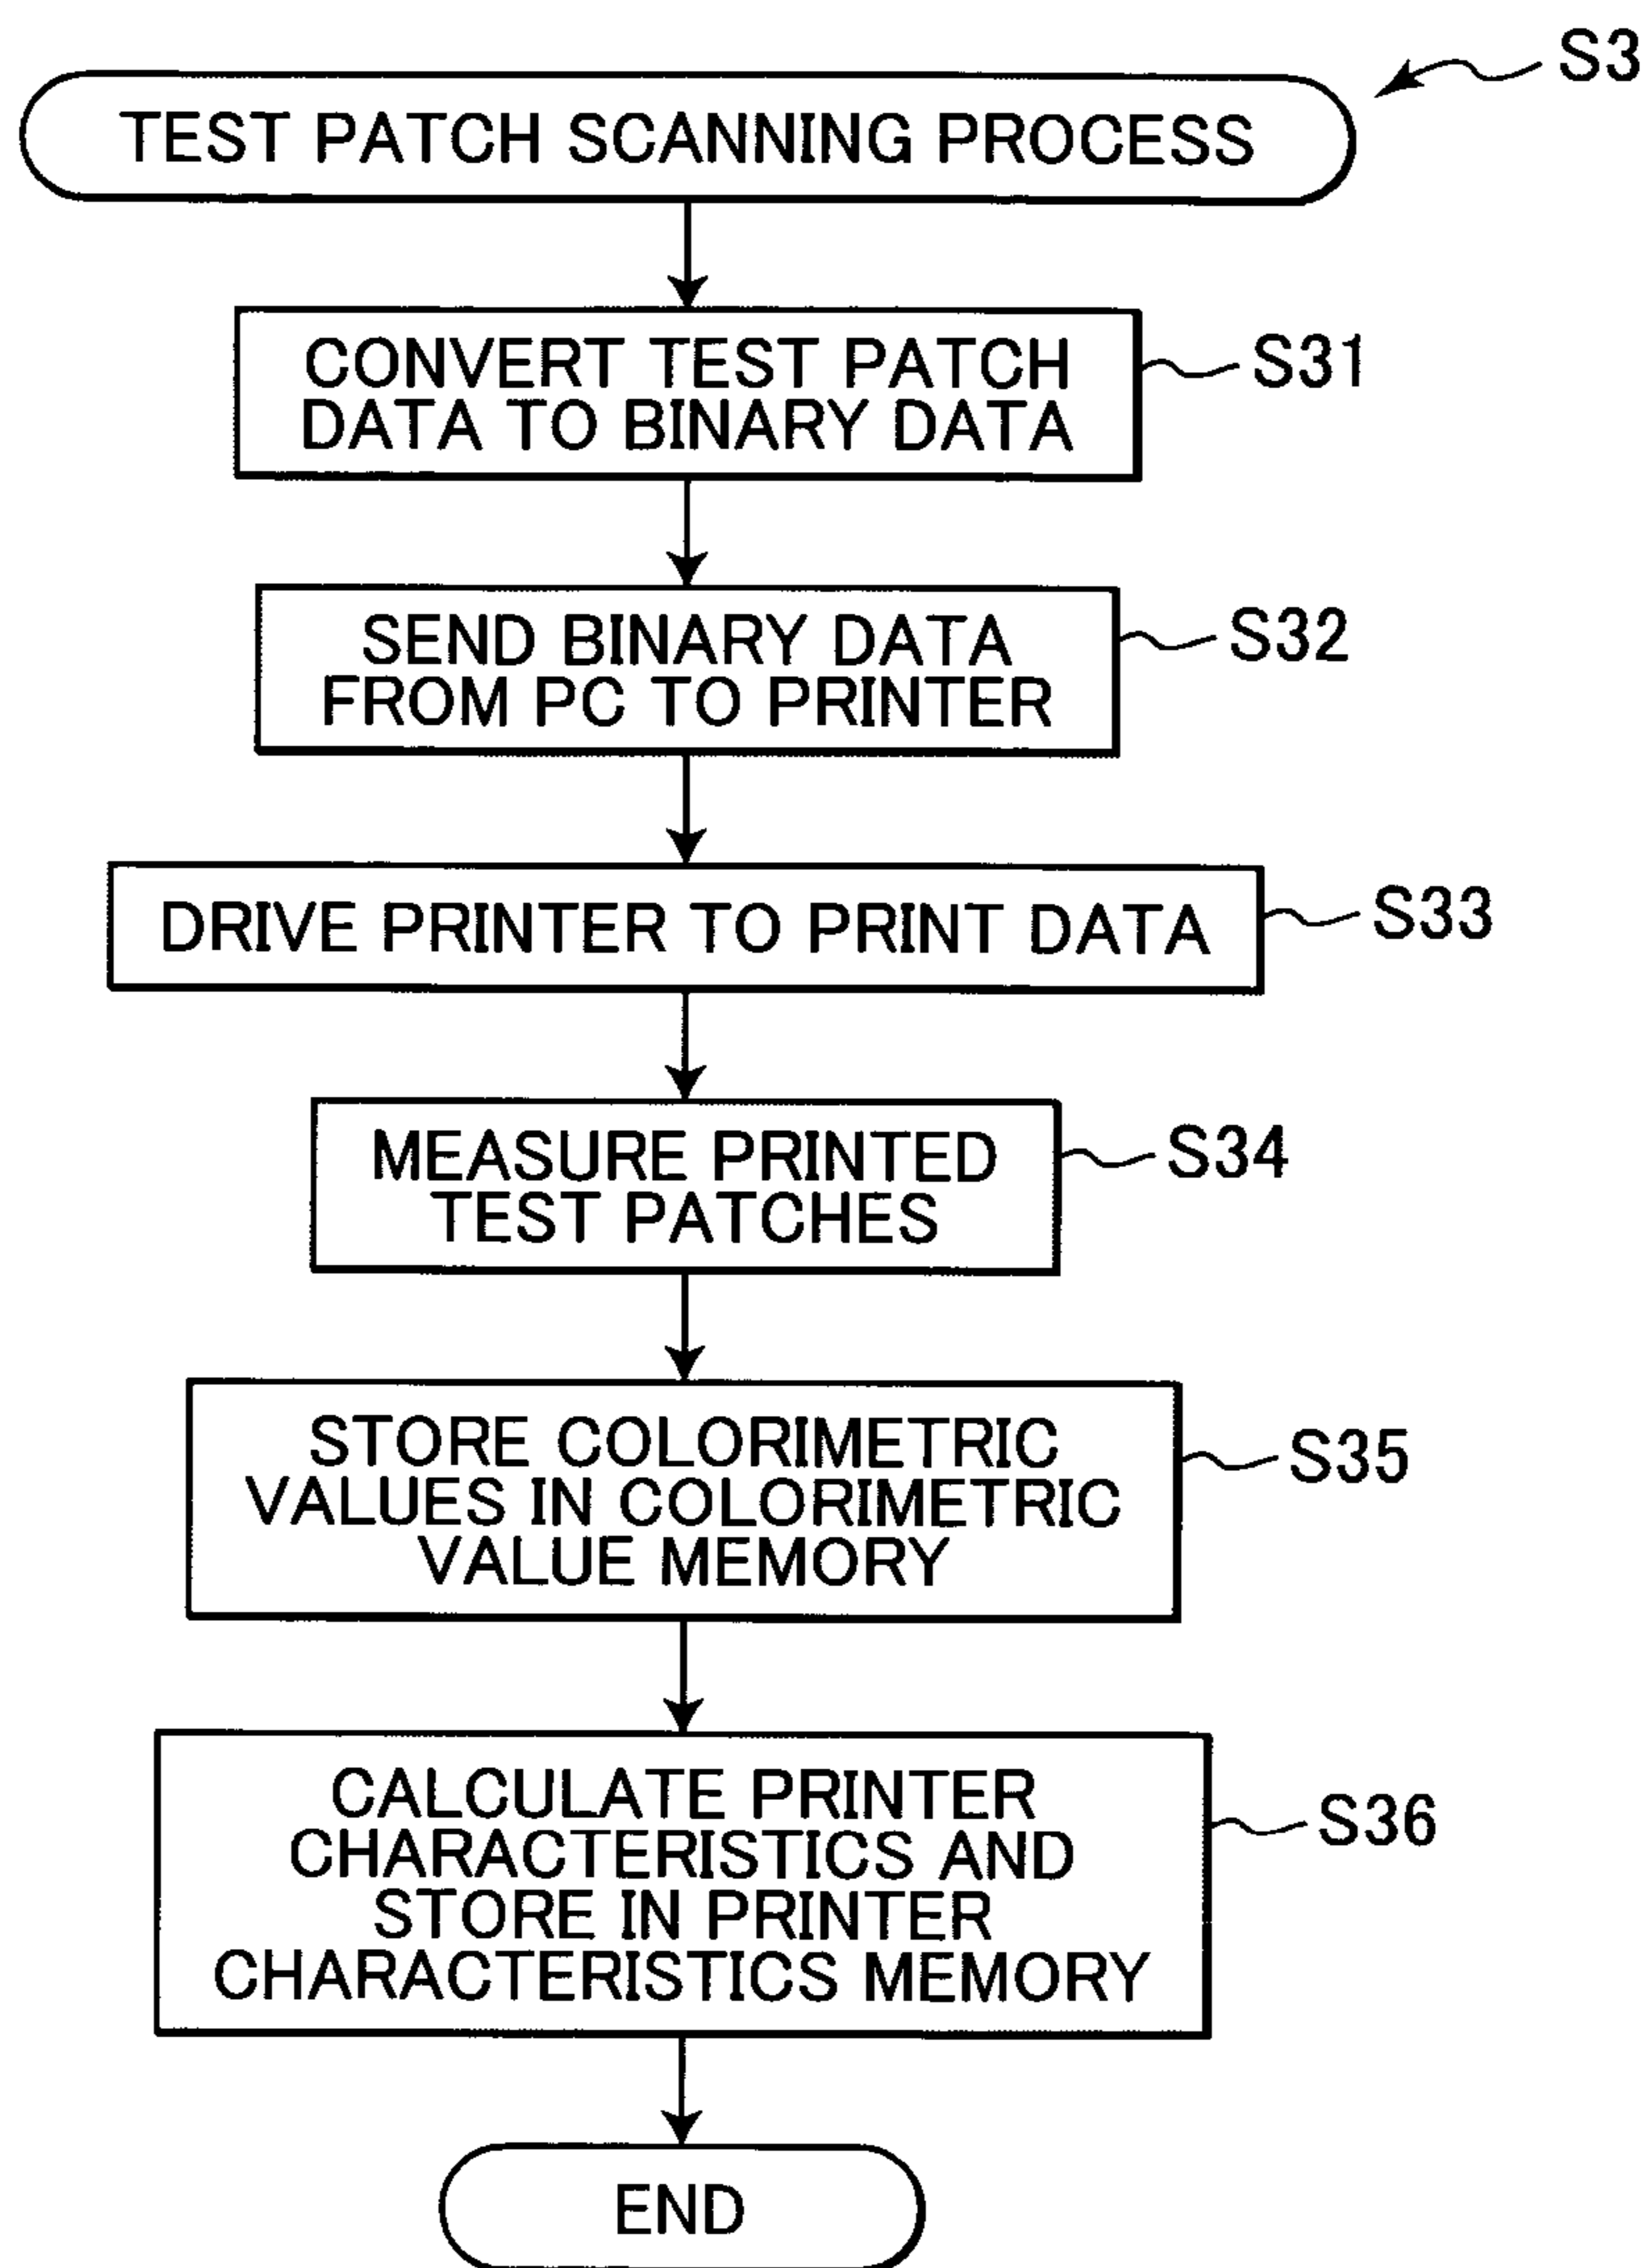 S3
TEST PATCH SCANNING PROCESS
CONVERT TEST PATCH
DATA TO BINARY DATA
S31
SEND BINARY DATA
FROM PC TO PRINTER
S32
DRIVE PRINTER TO PRINT DATA
S33
MEASURE PRINTED
TEST PATCHES
S34
STORE COLORIMETRIC
VALUES IN COLORIMETRIC
VALUE MEMORY
S35
CALCULATE PRINTER
CHARACTERISTICS AND
STORE IN PRINTER
CHARACTERISTICS MEMORY
S36
END